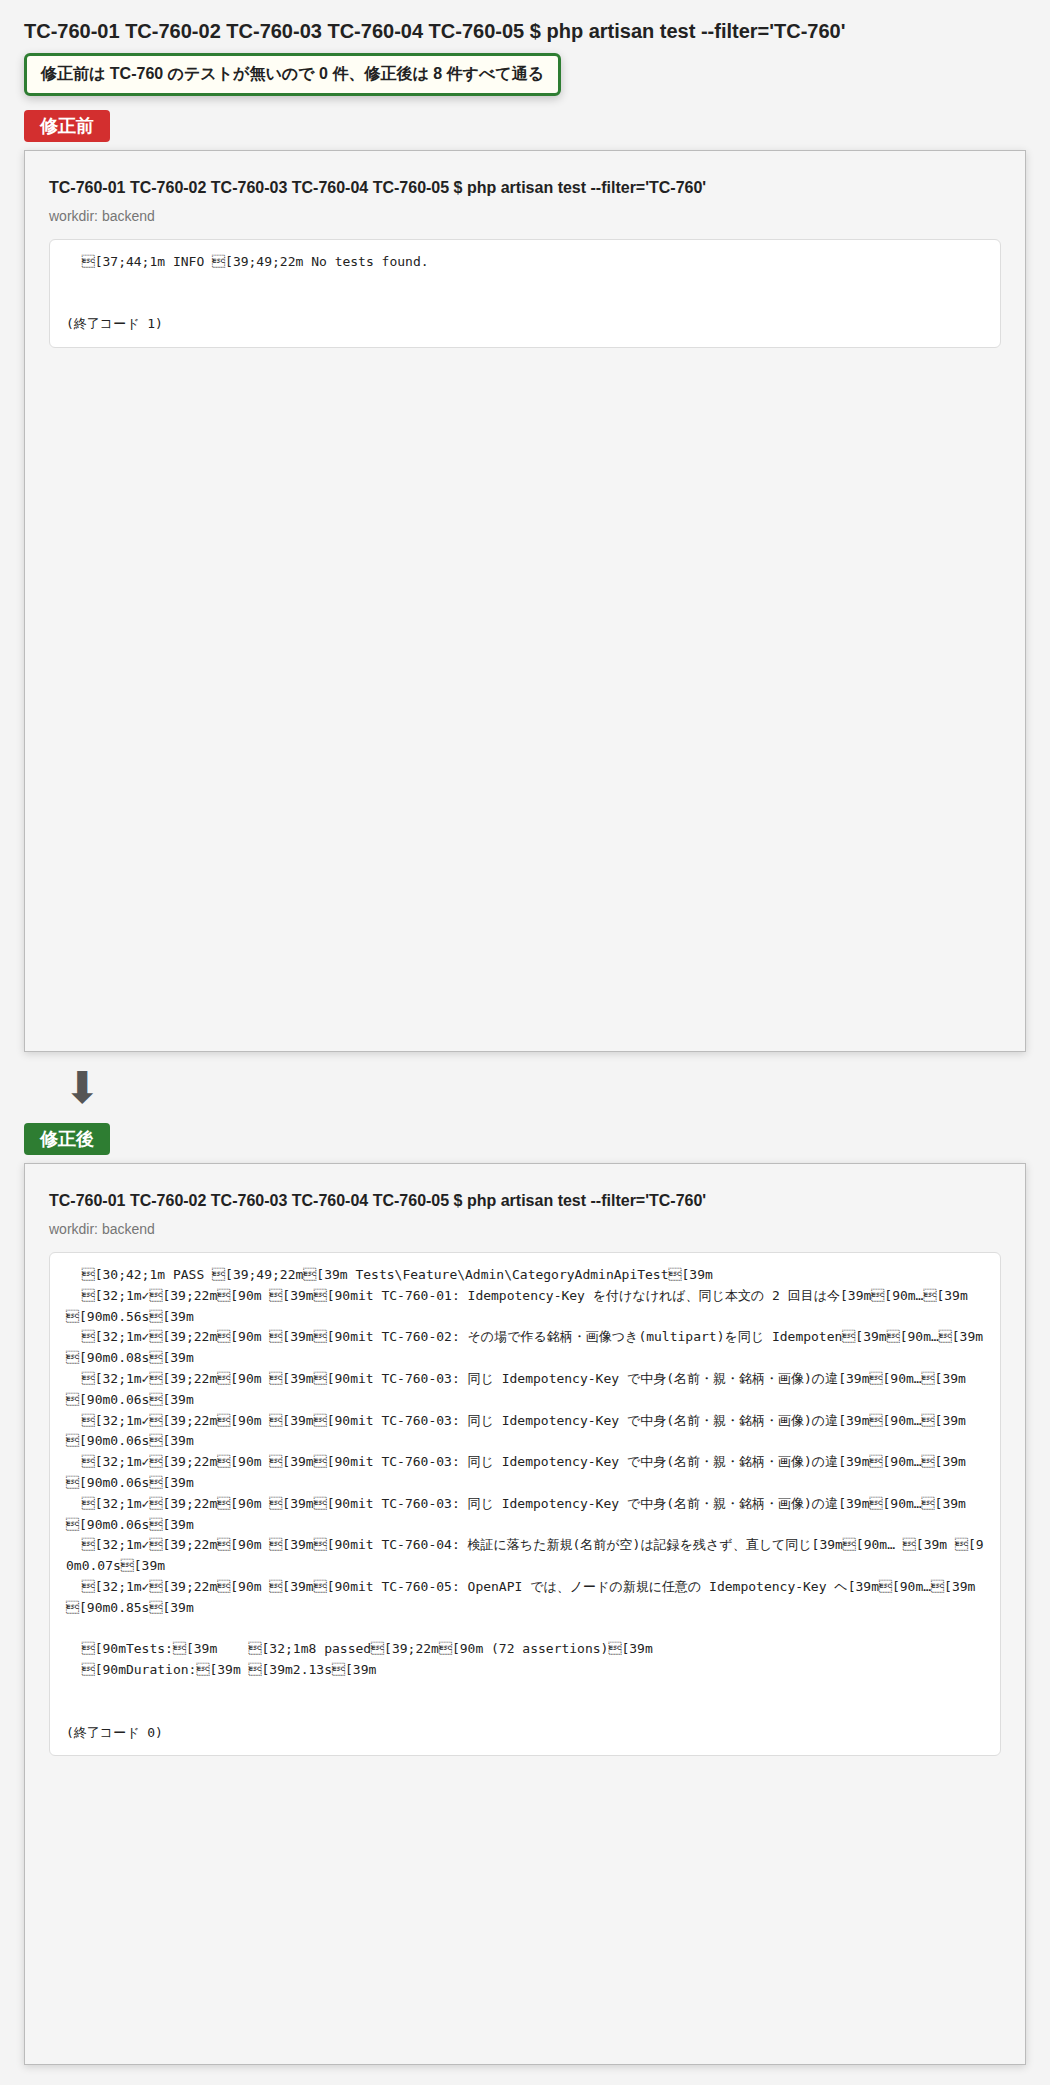 TC-760-01 TC-760-02 TC-760-03 TC-760-04 TC-760-05 $ php artisan test --filter='TC-760'
修正前は TC-760 のテストが無いので 0 件、修正後は 8 件すべて通る
修正前
TC-760-01 TC-760-02 TC-760-03 TC-760-04 TC-760-05 $ php artisan test --filter='TC-760'
workdir: backend
[37;44;1m INFO [39;49;22m No tests found.
(終了コード 1)
⬇
修正後
TC-760-01 TC-760-02 TC-760-03 TC-760-04 TC-760-05 $ php artisan test --filter='TC-760'
workdir: backend
[30;42;1m PASS [39;49;22m[39m Tests\Feature\Admin\CategoryAdminApiTest[39m
[32;1m✓[39;22m[90m [39m[90mit TC-760-01: Idempotency-Key を付けなければ、同じ本文の 2 回目は今[39m[90m…[39m
[90m0.56s[39m
[32;1m✓[39;22m[90m [39m[90mit TC-760-02: その場で作る銘柄・画像つき(multipart)を同じ Idempoten[39m[90m…[39m
[90m0.08s[39m
[32;1m✓[39;22m[90m [39m[90mit TC-760-03: 同じ Idempotency-Key で中身(名前・親・銘柄・画像)の違[39m[90m…[39m
[90m0.06s[39m
[32;1m✓[39;22m[90m [39m[90mit TC-760-03: 同じ Idempotency-Key で中身(名前・親・銘柄・画像)の違[39m[90m…[39m
[90m0.06s[39m
[32;1m✓[39;22m[90m [39m[90mit TC-760-03: 同じ Idempotency-Key で中身(名前・親・銘柄・画像)の違[39m[90m…[39m
[90m0.06s[39m
[32;1m✓[39;22m[90m [39m[90mit TC-760-03: 同じ Idempotency-Key で中身(名前・親・銘柄・画像)の違[39m[90m…[39m
[90m0.06s[39m
[32;1m✓[39;22m[90m [39m[90mit TC-760-04: 検証に落ちた新規(名前が空)は記録を残さず、直して同じ[39m[90m… [39m [9
0m0.07s[39m
[32;1m✓[39;22m[90m [39m[90mit TC-760-05: OpenAPI では、ノードの新規に任意の Idempotency-Key ヘ[39m[90m…[39m
[90m0.85s[39m
[90mTests:[39m    [32;1m8 passed[39;22m[90m (72 assertions)[39m
[90mDuration:[39m [39m2.13s[39m
(終了コード 0)